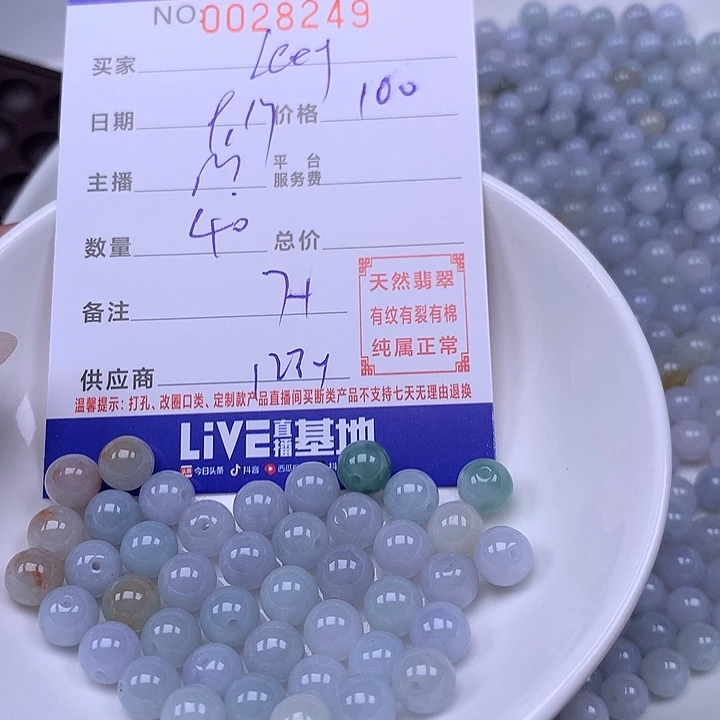 NO: 0028249
买家 Icey
日期 9.17 价格 100
主播 平台服务费
数量 40 总价
备注
供应商
天然翡翠
有纹有裂有棉
纯属正常
温馨提示: 打孔、改圈口类、定制款产品直播间买断类产品不支持七天无理由退换
LiVE直播基地
今日头条 抖音 西瓜